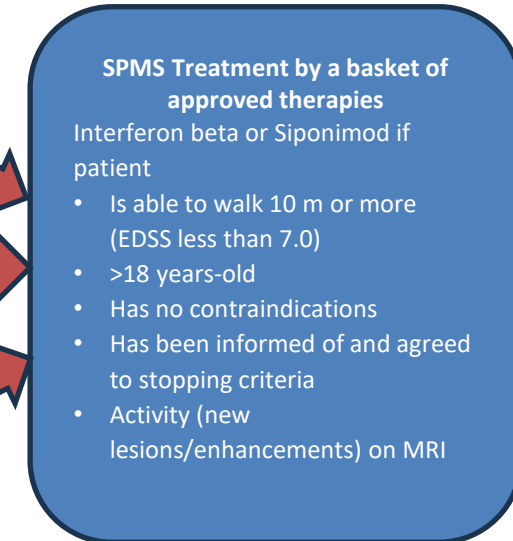 SPMS Treatment by a basket of
approved therapies
Interferon beta or Siponimod if
patient
• Is able to walk 10 m or more
(EDSS less than 7.0)
• >18 years-old
• Has no contraindications
• Has been informed of and agreed
to stopping criteria
• Activity (new
lesions/enhancements) on MRI